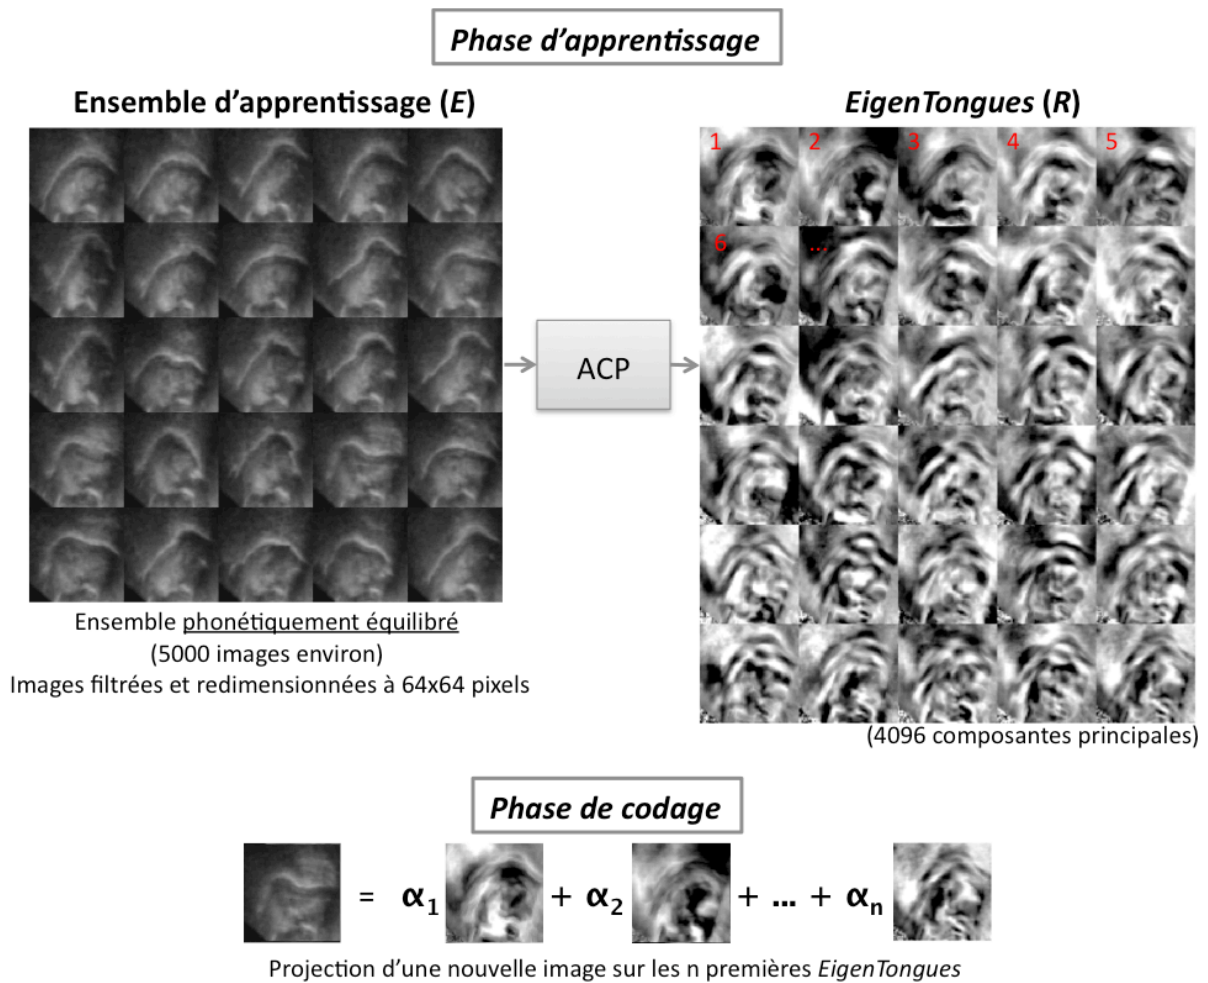 Phase d'apprentissage
Ensemble d'apprentissage (E)
EigenTongues (R)
1 2 3 4 5
6 ...
ACP
Ensemble phonétiquement équilibré
(5000 images environ)
Images filtrées et redimensionnées à 64x64 pixels
(4096 composantes principales)
Phase de codage
= α1 + α2 + ... + αn
Projection d'une nouvelle image sur les n premières EigenTongues